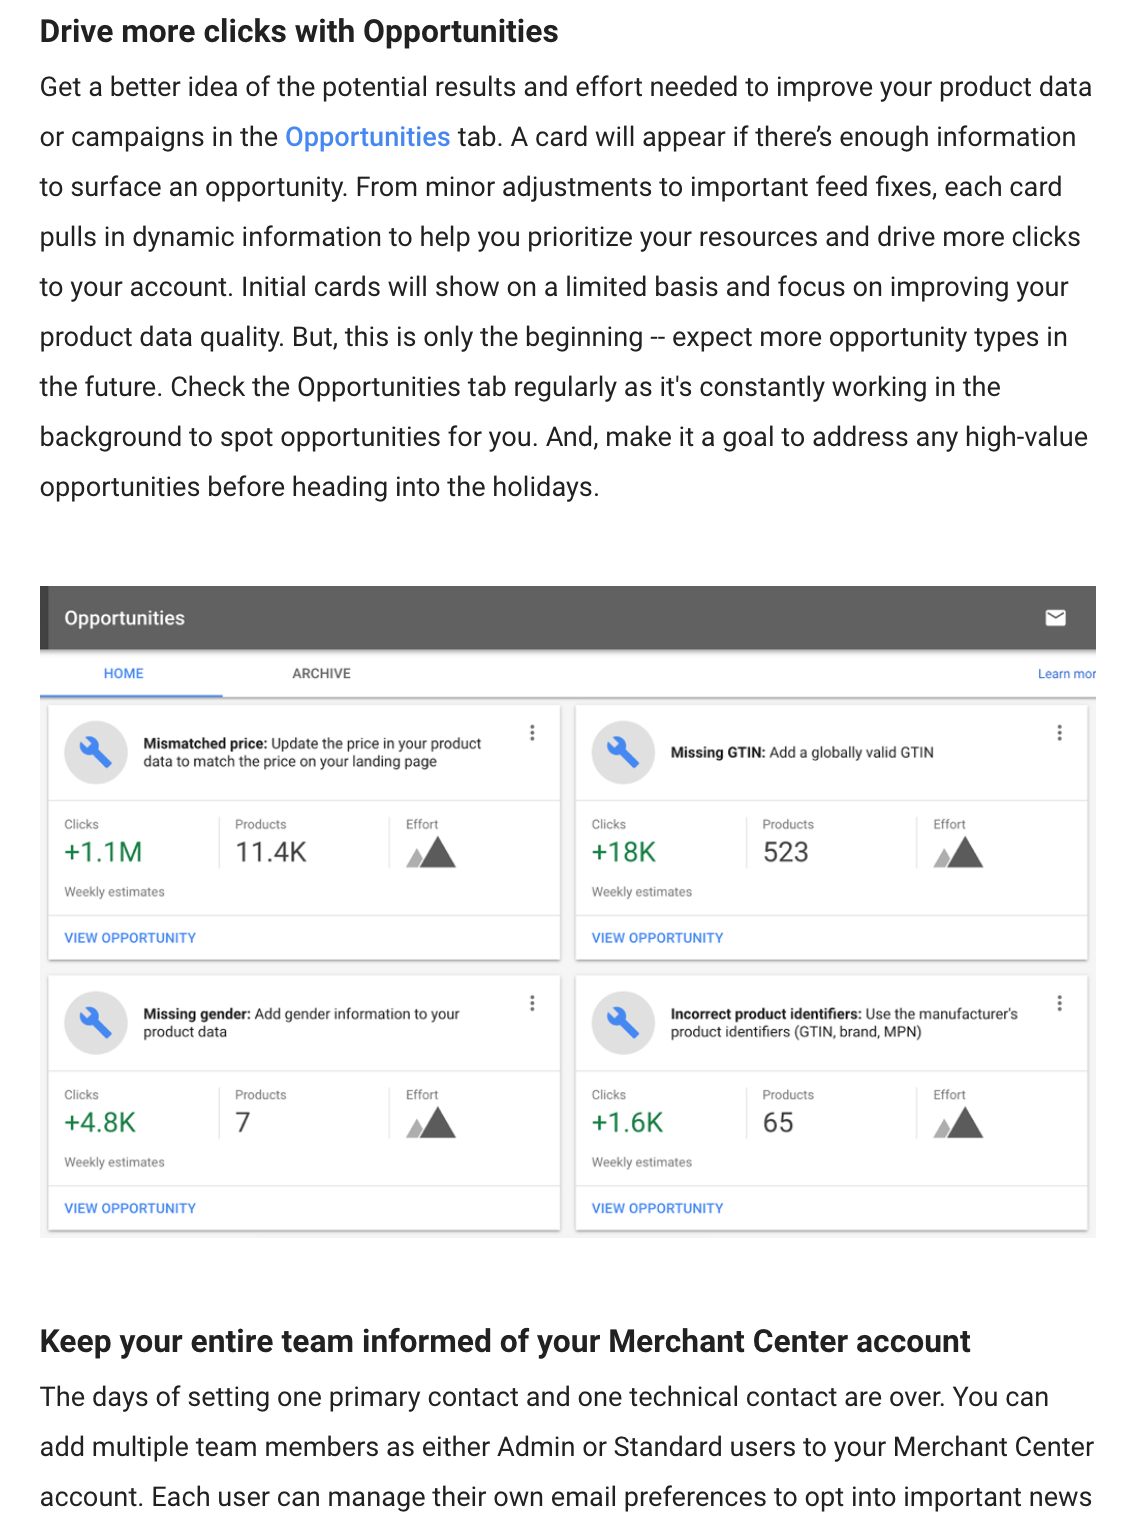 Drive more clicks with Opportunities
Get a better idea of the potential results and effort needed to improve your product data
or campaigns in the Opportunities tab. A card will appear if there’s enough information
to surface an opportunity. From minor adjustments to important feed fixes, each card
pulls in dynamic information to help you prioritize your resources and drive more clicks
to your account. Initial cards will show on a limited basis and focus on improving your
product data quality. But, this is only the beginning -- expect more opportunity types in
the future. Check the Opportunities tab regularly as it's constantly working in the
background to spot opportunities for you. And, make it a goal to address any high-value
opportunities before heading into the holidays.
Opportunities
HOME ARCHIVE Learn mor
Mismatched price: Update the price in your product
data to match the price on your landing page
Clicks Products Effort
+1.1M 11.4K
Weekly estimates
VIEW OPPORTUNITY
Missing GTIN: Add a globally valid GTIN
Clicks Products Effort
+18K 523
Weekly estimates
VIEW OPPORTUNITY
Missing gender: Add gender information to your
product data
Clicks Products Effort
+4.8K 7
Weekly estimates
VIEW OPPORTUNITY
Incorrect product identifiers: Use the manufacturer's
product identifiers (GTIN, brand, MPN)
Clicks Products Effort
+1.6K 65
Weekly estimates
VIEW OPPORTUNITY
Keep your entire team informed of your Merchant Center account
The days of setting one primary contact and one technical contact are over. You can
add multiple team members as either Admin or Standard users to your Merchant Center
account. Each user can manage their own email preferences to opt into important news